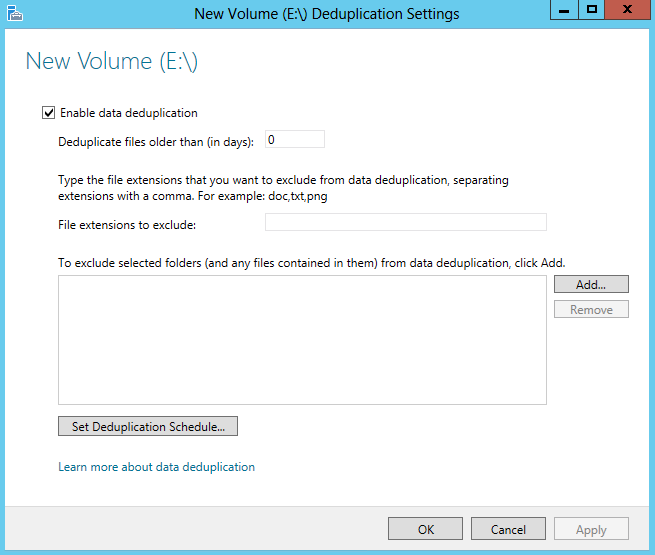 New Volume (E:\) Deduplication Settings
New Volume (E:\)
Enable data deduplication
Deduplicate files older than (in days): 0
Type the file extensions that you want to exclude from data deduplication, separating
extensions with a comma. For example: doc,txt,png
File extensions to exclude:
To exclude selected folders (and any files contained in them) from data deduplication, click Add.
Add...
Remove
Set Deduplication Schedule...
Learn more about data deduplication
OK Cancel Apply